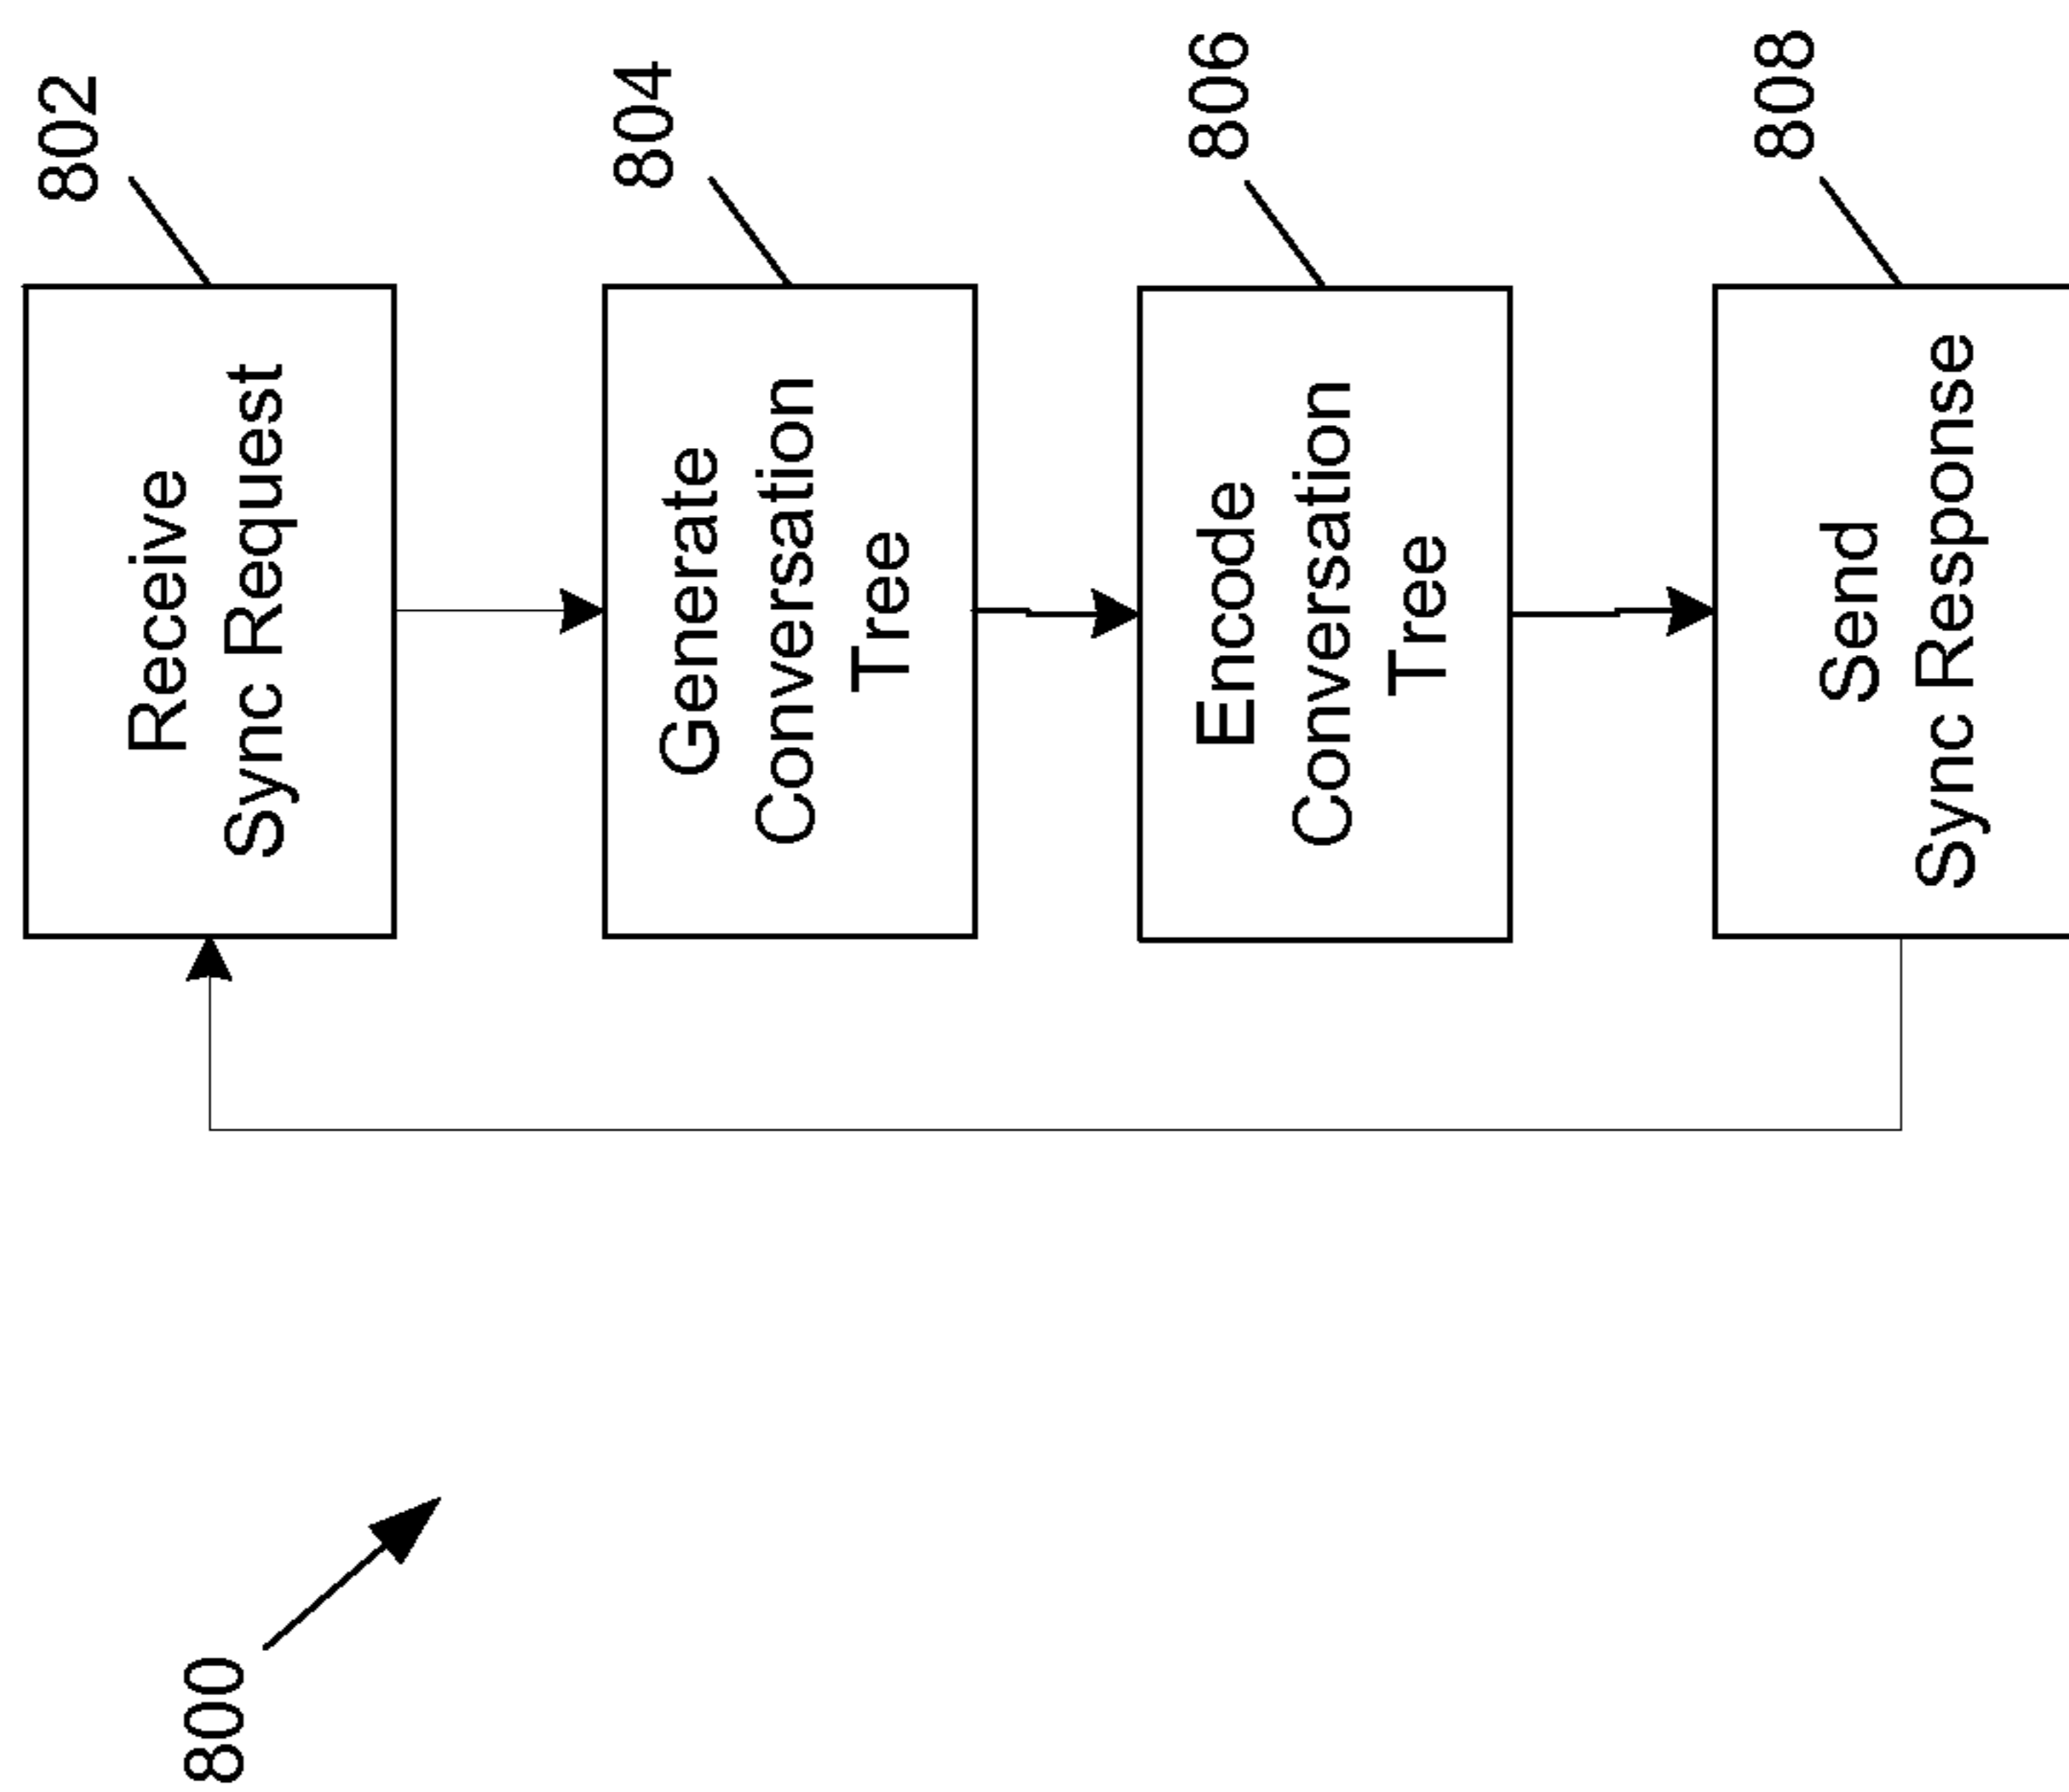 800
802
Receive
Sync Request
804
Generate
Conversation
Tree
806
Encode
Conversation
Tree
808
Send
Sync Response